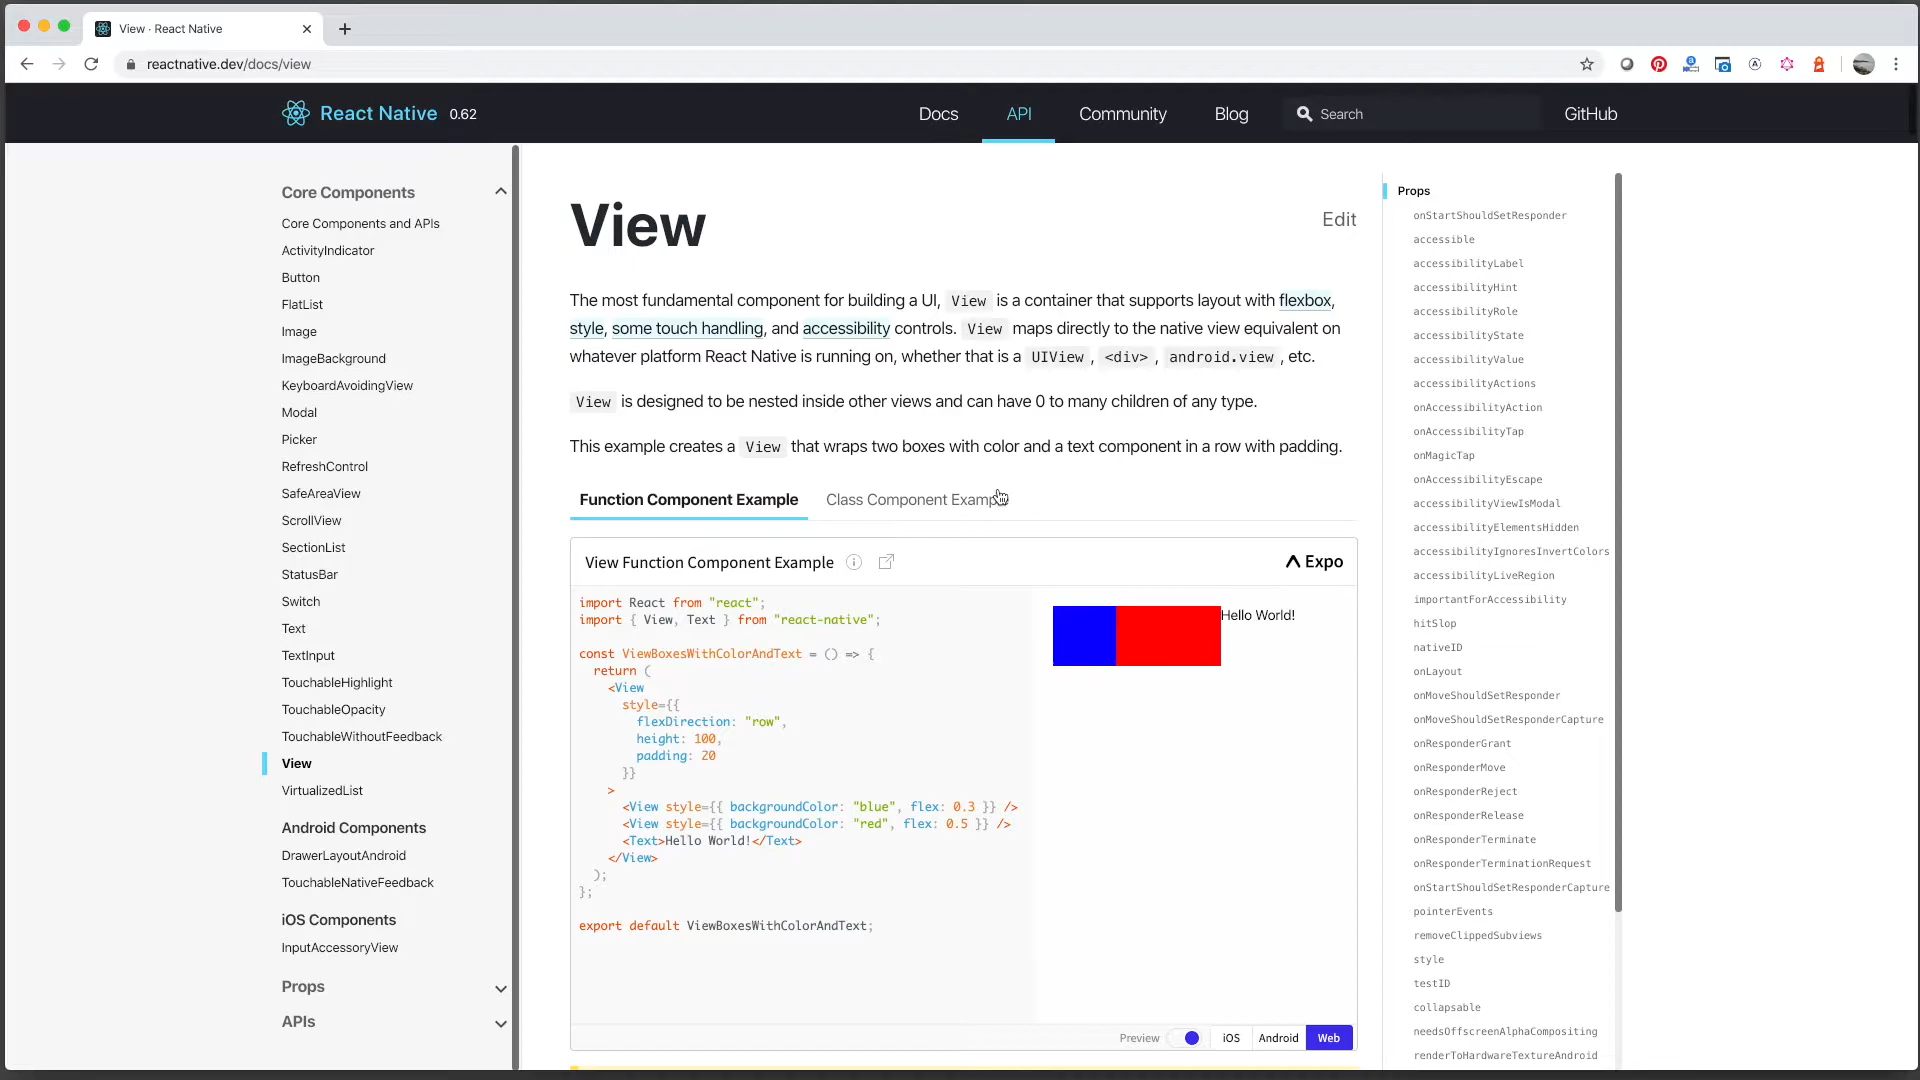 View · React Native
reactnative.dev/docs/view
React Native 0.62
Docs
API
Community
Blog
Search
GitHub
Core Components
Core Components and APIs
ActivityIndicator
Button
FlatList
Image
ImageBackground
KeyboardAvoidingView
Modal
Picker
RefreshControl
SafeAreaView
ScrollView
SectionList
StatusBar
Switch
Text
TextInput
TouchableHighlight
TouchableOpacity
TouchableWithoutFeedback
View
VirtualizedList
Android Components
DrawerLayoutAndroid
TouchableNativeFeedback
iOS Components
InputAccessoryView
Props
APIs
View
Edit
The most fundamental component for building a UI, View is a container that supports layout with flexbox,
style, some touch handling, and accessibility controls. View maps directly to the native view equivalent on
whatever platform React Native is running on, whether that is a UIView, <div>, android.view, etc.
View is designed to be nested inside other views and can have 0 to many children of any type.
This example creates a View that wraps two boxes with color and a text component in a row with padding.
Function Component Example
Class Component Example
View Function Component Example
Expo
import React from "react";
import { View, Text } from "react-native";
const ViewBoxesWithColorAndText = () => {
return (
<View
style={{
flexDirection: "row",
height: 100,
padding: 20
}}
>
<View style={{ backgroundColor: "blue", flex: 0.3 }} />
<View style={{ backgroundColor: "red", flex: 0.5 }} />
<Text>Hello World!</Text>
</View>
);
};
export default ViewBoxesWithColorAndText;
Hello World!
Preview
iOS
Android
Web
Props
onStartShouldSetResponder
accessible
accessibilityLabel
accessibilityHint
accessibilityRole
accessibilityState
accessibilityValue
accessibilityActions
onAccessibilityAction
onAccessibilityTap
onMagicTap
onAccessibilityEscape
accessibilityViewIsModal
accessibilityElementsHidden
accessibilityIgnoresInvertColors
accessibilityLiveRegion
importantForAccessibility
hitSlop
nativeID
onLayout
onMoveShouldSetResponder
onMoveShouldSetResponderCapture
onResponderGrant
onResponderMove
onResponderReject
onResponderRelease
onResponderTerminate
onResponderTerminationRequest
onStartShouldSetResponderCapture
pointerEvents
removeClippedSubviews
style
testID
collapsable
needsOffscreenAlphaCompositing
renderToHardwareTextureAndroid